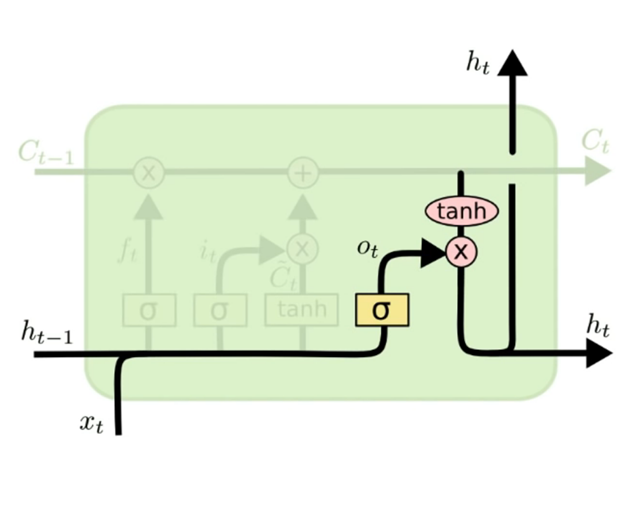 h_t
C_{t-1}
C_t
x
+
tanh
f_t
i_t
x
o_t
x
C̃_t
σ
σ
tanh
σ
h_{t-1}
h_t
x_t